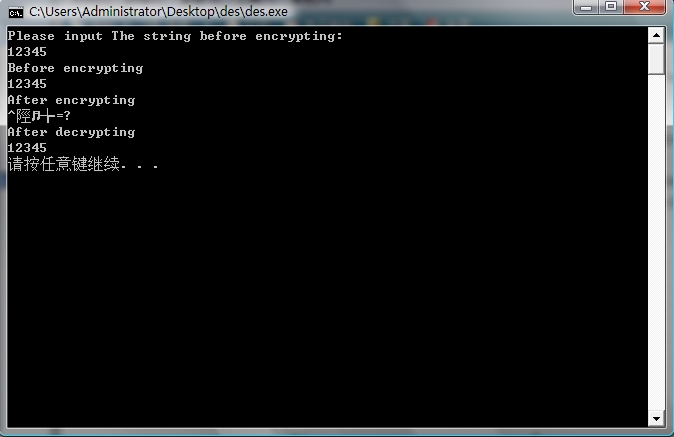 C:\Users\Administrator\Desktop\des\des.exe
Please input The string before encrypting:
12345
Before encrypting
12345
After encrypting
^陘♬╆=?
After decrypting
12345
请按任意键继续. . .